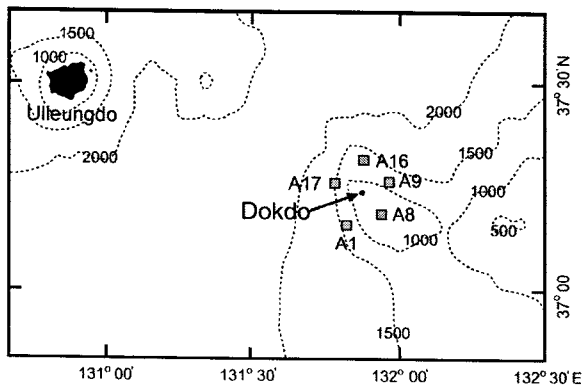 1500
1000
Ulleungdo
2000
2000
1500
1000
500
A16
A17
A9
Dokdo
A8
A1
1000
1500
37° 30' N
37° 00'
131° 00'
131° 30'
132° 00'
132° 30' E